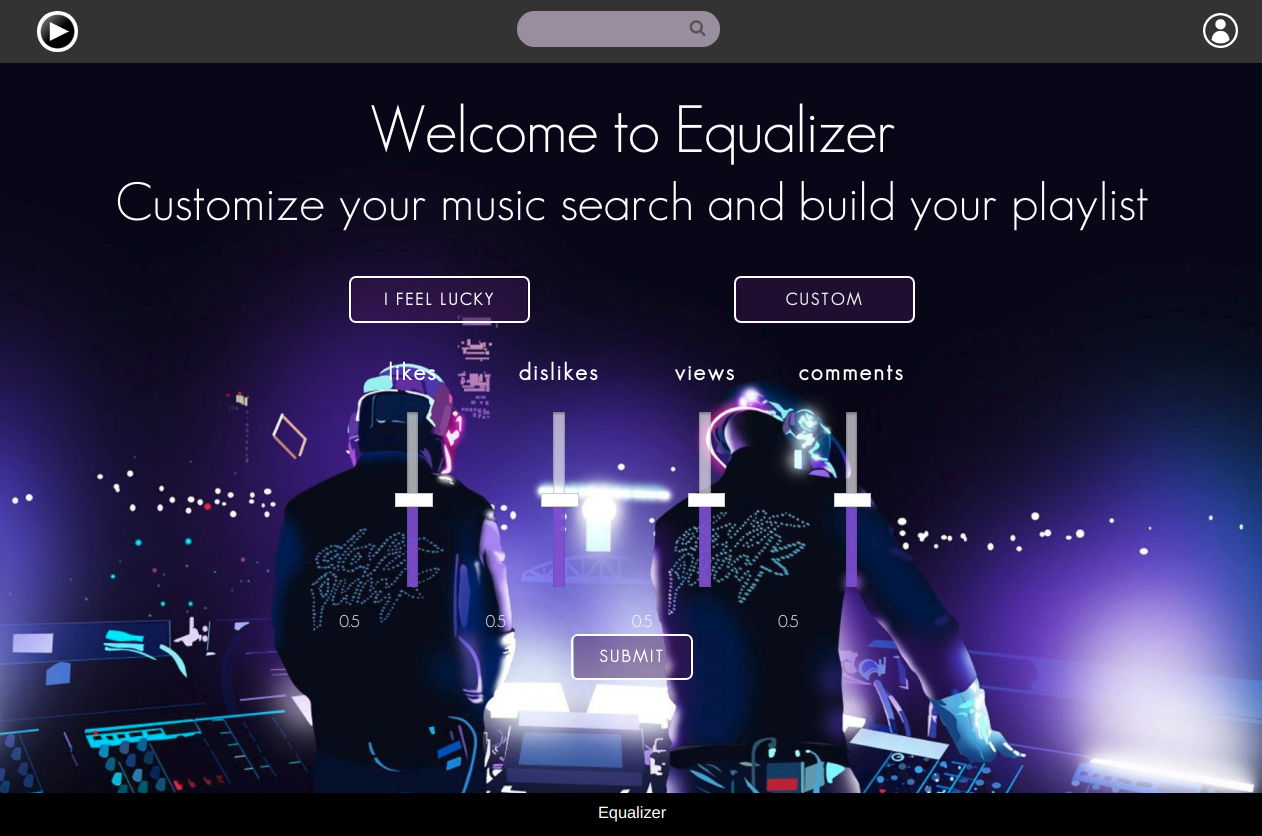 Welcome to Equalizer
Customize your music search and build your playlist
I FEEL LUCKY
CUSTOM
likes
dislikes
views
comments
0.5
0.5
0.5
0.5
SUBMIT
Equalizer